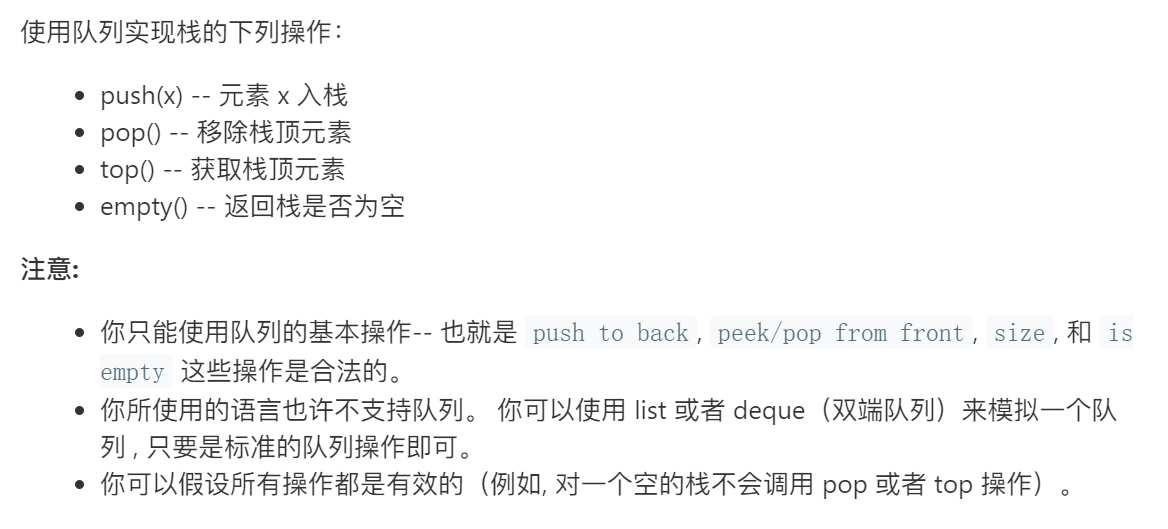 使用队列实现栈的下列操作：
• push(x) -- 元素 x 入栈
• pop() -- 移除栈顶元素
• top() -- 获取栈顶元素
• empty() -- 返回栈是否为空
注意:
• 你只能使用队列的基本操作-- 也就是 push to back, peek/pop from front, size, 和 is
empty 这些操作是合法的。
• 你所使用的语言也许不支持队列。 你可以使用 list 或者 deque（双端队列）来模拟一个队
列 , 只要是标准的队列操作即可。
• 你可以假设所有操作都是有效的（例如, 对一个空的栈不会调用 pop 或者 top 操作）。